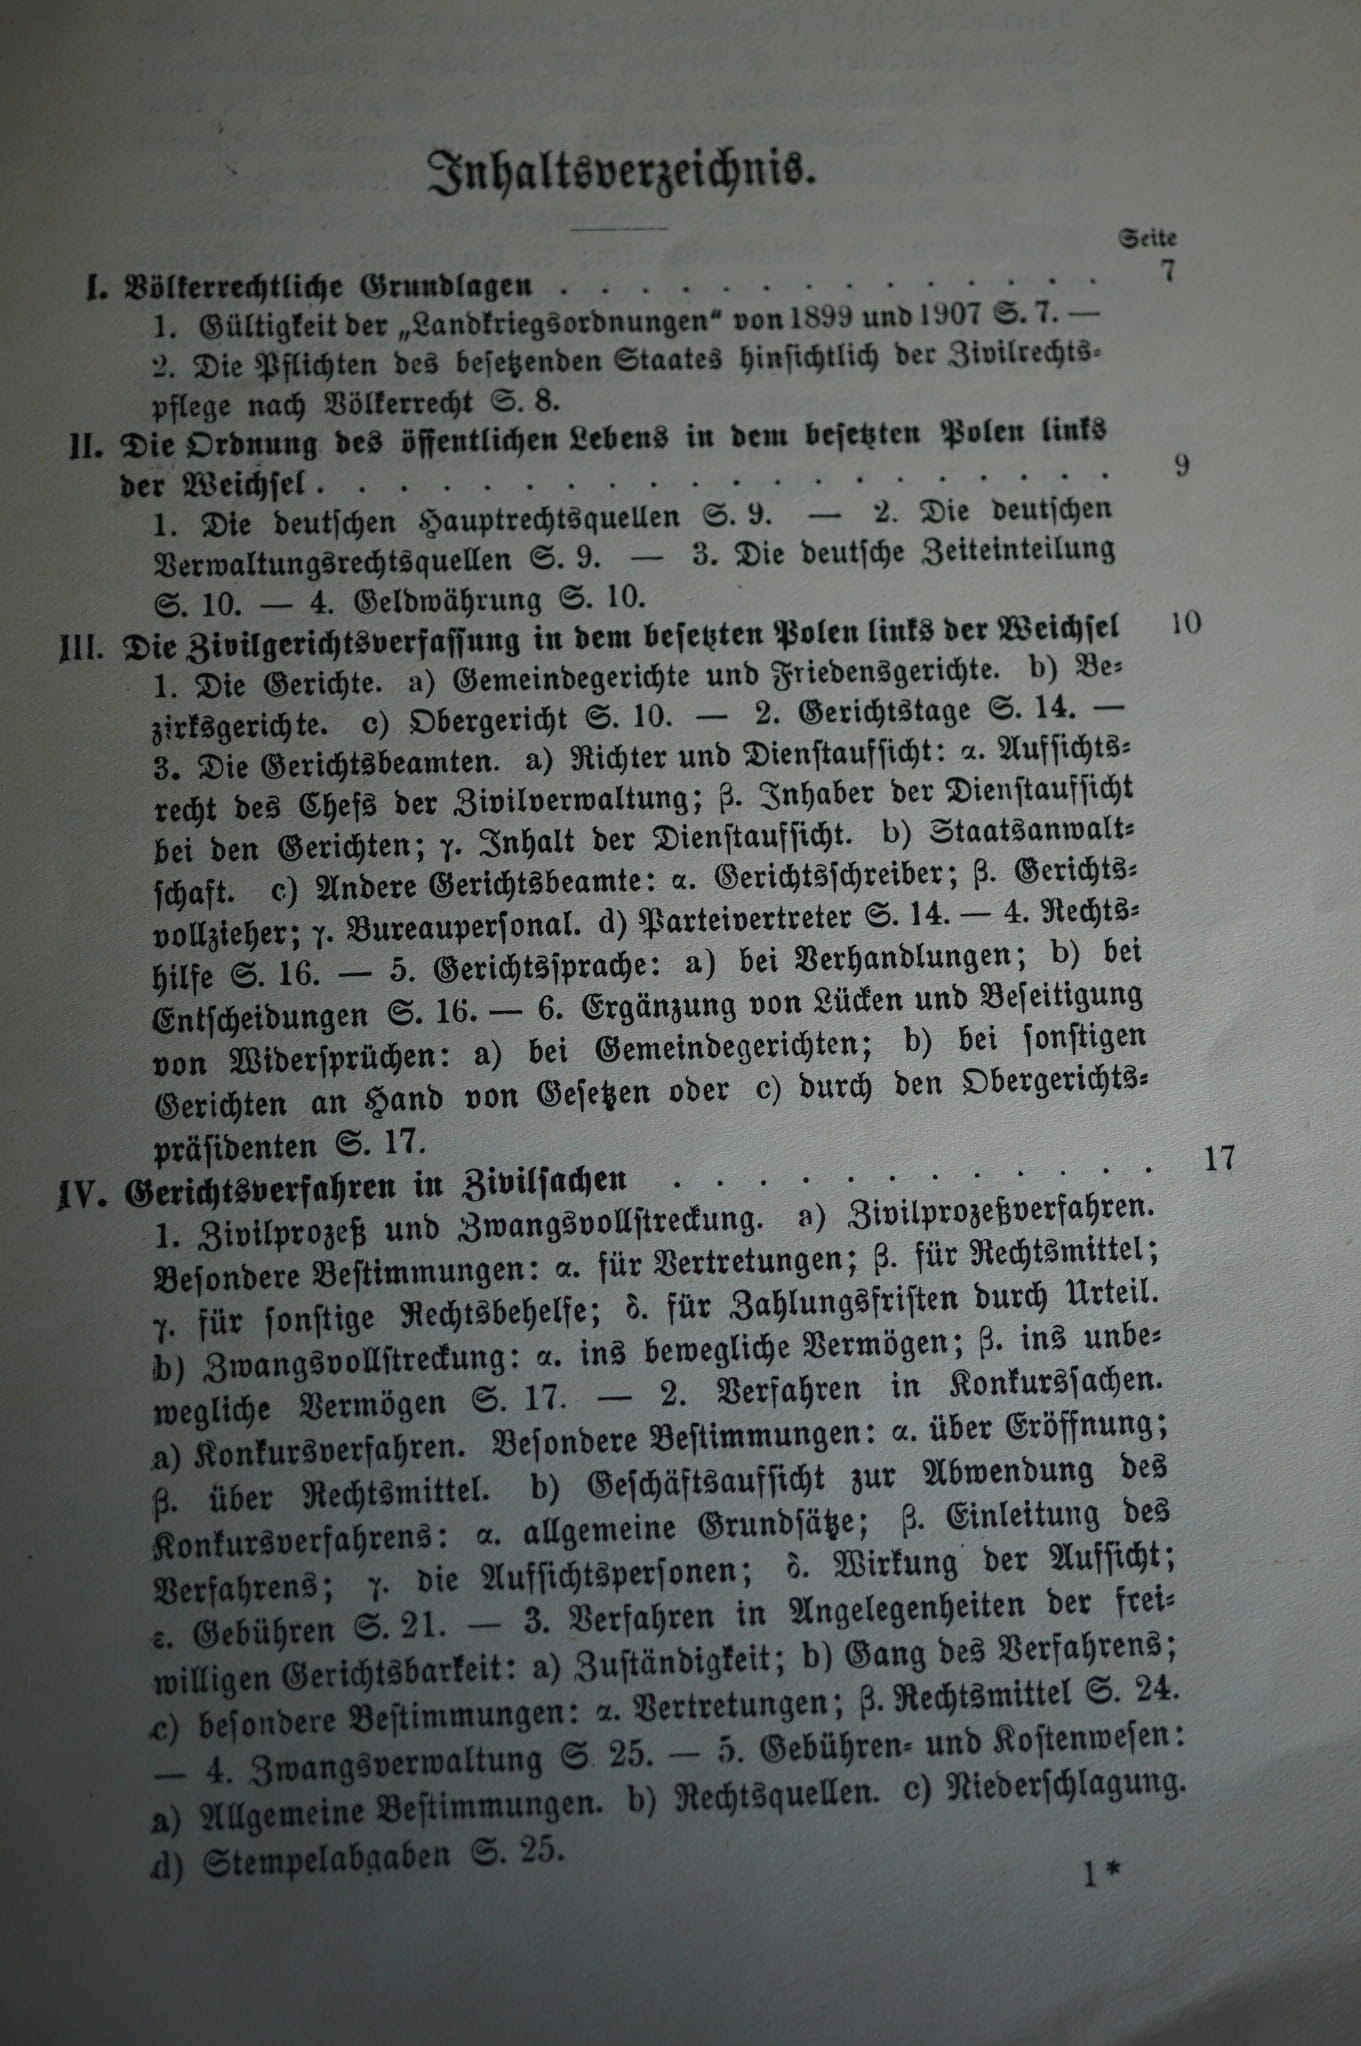 Inhaltsverzeichnis.
Seite
I. Völkerrechtliche Grundlagen . . . . . . . . . . . . . . 7
1. Gültigkeit der „Landkriegsordnungen“ von 1899 und 1907 S. 7. —
2. Die Pflichten des besetzenden Staates hinsichtlich der Zivilrechts-
pflege nach Völkerrecht S. 8.
II. Die Ordnung des öffentlichen Lebens in dem besetzten Polen links
der Weichsel . . . . . . . . . . . . . . . . . . . . 9
1. Die deutschen Hauptrechtsquellen S. 9. — 2. Die deutschen
Verwaltungsrechtsquellen S. 9. — 3. Die deutsche Zeiteinteilung
S. 10. — 4. Geldwährung S. 10.
III. Die Zivilgerichtsverfassung in dem besetzten Polen links der Weichsel 10
1. Die Gerichte. a) Gemeindegerichte und Friedensgerichte. b) Be-
zirksgerichte. c) Obergericht S. 10. — 2. Gerichtstage S. 14. —
3. Die Gerichtsbeamten. a) Richter und Dienstaufsicht: α. Aufsichts-
recht des Chefs der Zivilverwaltung; β. Inhaber der Dienstaufsicht
bei den Gerichten; γ. Inhalt der Dienstaufsicht. b) Staatsanwalt-
schaft. c) Andere Gerichtsbeamte: α. Gerichtsschreiber; β. Gerichts-
vollzieher; γ. Bureaupersonal. d) Parteivertreter S. 14. — 4. Rechts-
hilfe S. 16. — 5. Gerichtssprache: a) bei Verhandlungen; b) bei
Entscheidungen S. 16. — 6. Ergänzung von Lücken und Beseitigung
von Widersprüchen: a) bei Gemeindegerichten; b) bei sonstigen
Gerichten an Hand von Gesetzen oder c) durch den Obergerichts-
präsidenten S. 17.
IV. Gerichtsverfahren in Zivilsachen . . . . . . . . . . . . 17
1. Zivilprozeß und Zwangsvollstreckung. a) Zivilprozeßverfahren.
Besondere Bestimmungen: α. für Vertretungen; β. für Rechtsmittel;
γ. für sonstige Rechtsbehelfe; δ. für Zahlungsfristen durch Urteil.
b) Zwangsvollstreckung: α. ins bewegliche Vermögen; β. ins unbe-
wegliche Vermögen S. 17. — 2. Verfahren in Konkurssachen.
a) Konkursverfahren. Besondere Bestimmungen: α. über Eröffnung;
β. über Rechtsmittel. b) Geschäftsaufsicht zur Abwendung des
Konkursverfahrens: α. allgemeine Grundsätze; β. Einleitung des
Verfahrens; γ. die Aufsichtspersonen; δ. Wirkung der Aufsicht;
ε. Gebühren S. 21. — 3. Verfahren in Angelegenheiten der frei-
willigen Gerichtsbarkeit: a) Zuständigkeit; b) Gang des Verfahrens;
c) besondere Bestimmungen: α. Vertretungen; β. Rechtsmittel S. 24.
— 4. Zwangsverwaltung S. 25. — 5. Gebühren- und Kostenwesen:
a) Allgemeine Bestimmungen. b) Rechtsquellen. c) Niederschlagung.
d) Stempelabgaben S. 25.
1*